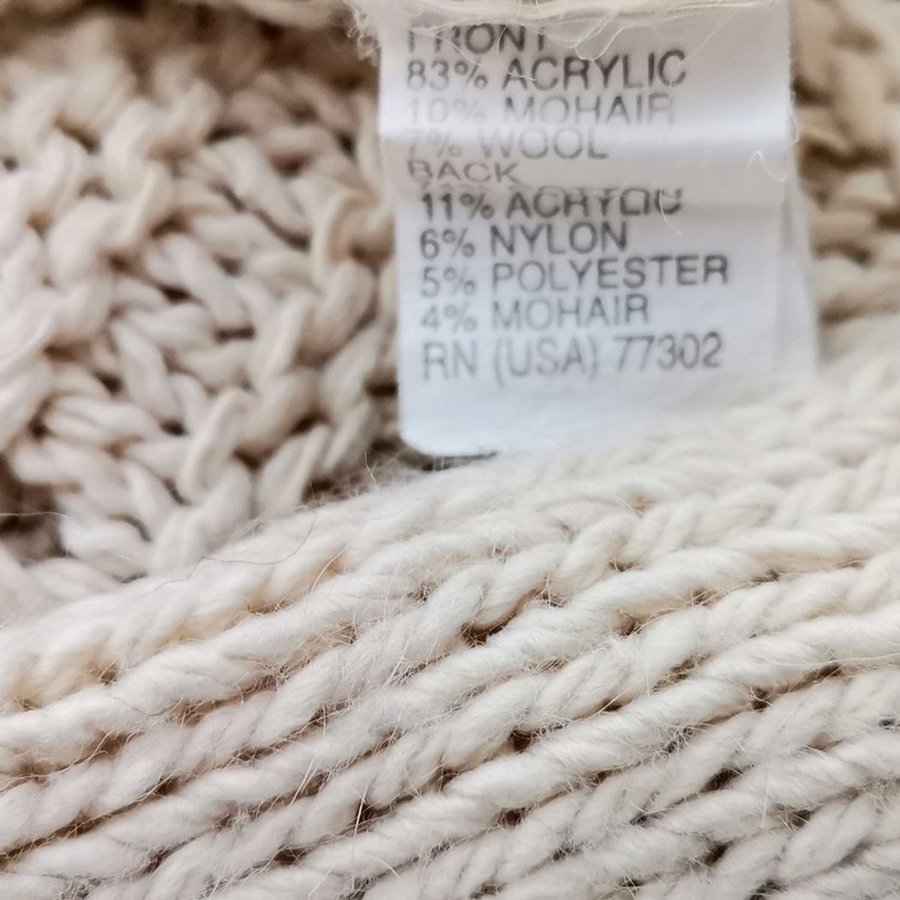 FRONT
83% ACRYLIC
10% MOHAIR
7% WOOL
BACK
11% ACRYLIC
6% NYLON
5% POLYESTER
4% MOHAIR
RN (USA) 77302